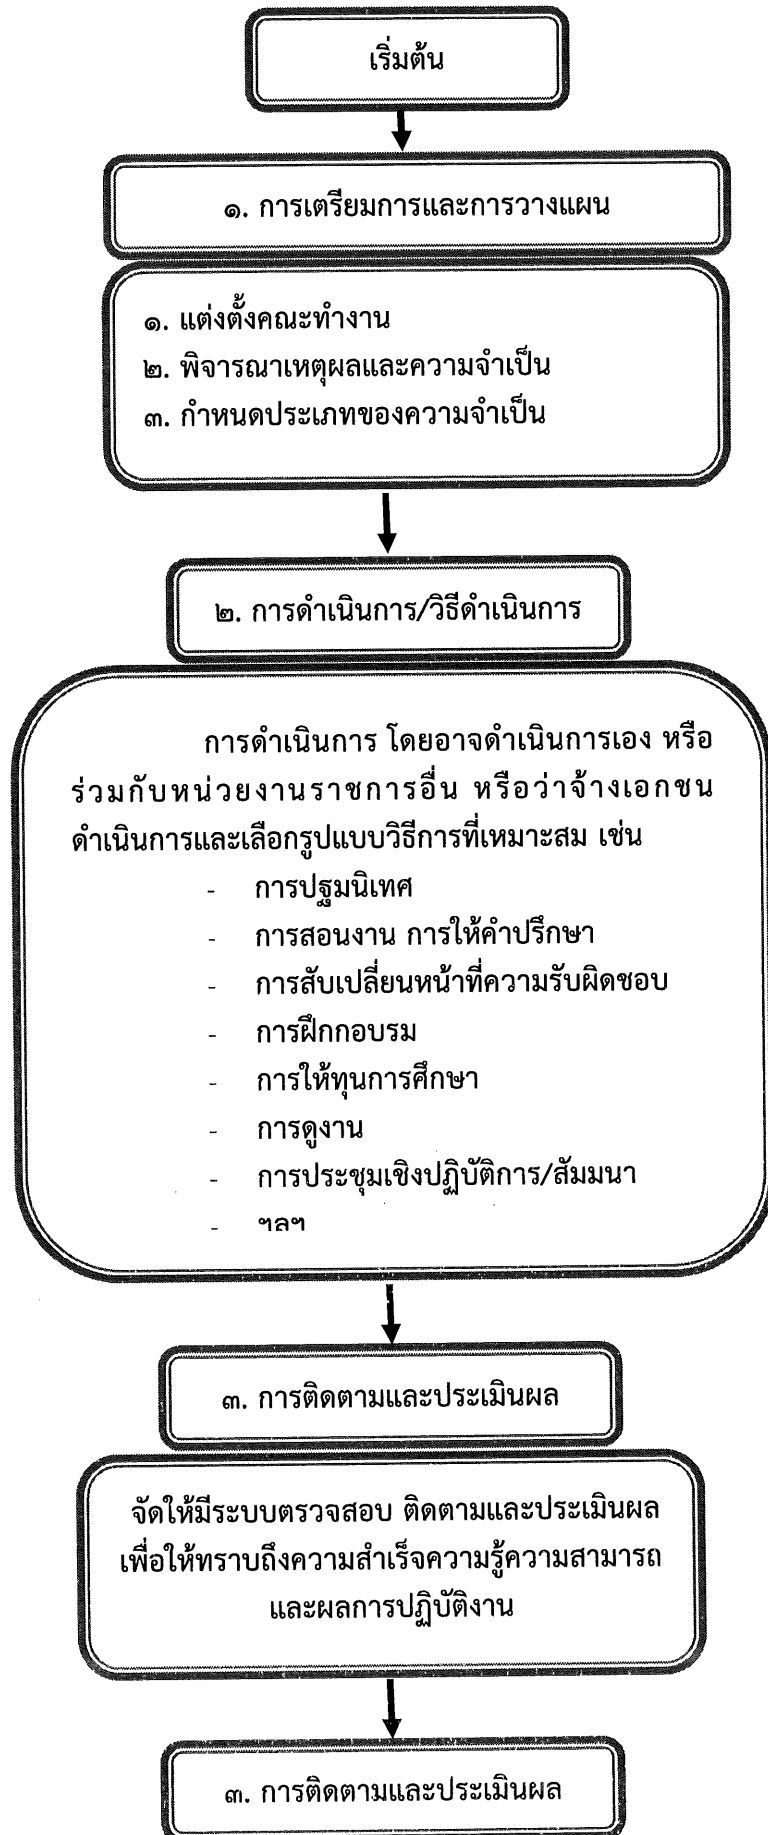 เริ่มต้น
๑. การเตรียมการและการวางแผน
๑. แต่งตั้งคณะทำงาน
๒. พิจารณาเหตุผลและความจำเป็น
๓. กำหนดประเภทของความจำเป็น
๒. การดำเนินการ/วิธีดำเนินการ
การดำเนินการ โดยอาจดำเนินการเอง หรือ
ร่วมกับหน่วยงานราชการอื่น หรือว่าจ้างเอกชน
ดำเนินการและเลือกรูปแบบวิธีการที่เหมาะสม เช่น
- การปฐมนิเทศ
- การสอนงาน การให้คำปรึกษา
- การสับเปลี่ยนหน้าที่ความรับผิดชอบ
- การฝึกกอบรม
- การให้ทุนการศึกษา
- การดูงาน
- การประชุมเชิงปฏิบัติการ/สัมมนา
- ฯลฯ
๓. การติดตามและประเมินผล
จัดให้มีระบบตรวจสอบ ติดตามและประเมินผล
เพื่อให้ทราบถึงความสำเร็จความรู้ความสามารถ
และผลการปฏิบัติงาน
๓. การติดตามและประเมินผล